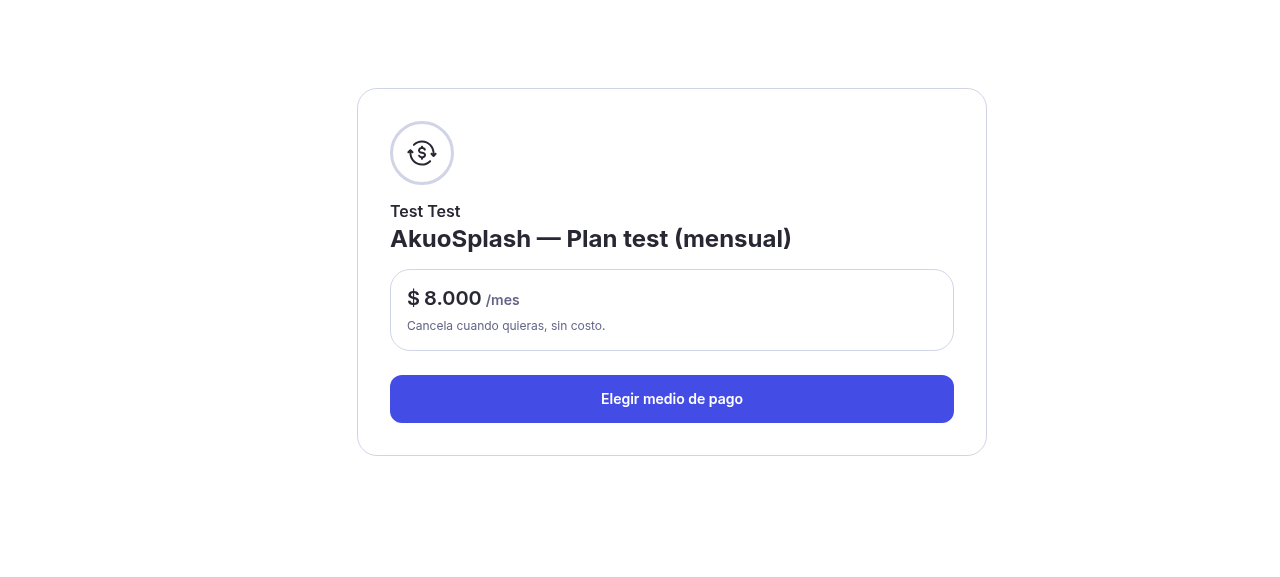 Test Test
AkuoSplash — Plan test (mensual)
$ 8.000 /mes
Cancela cuando quieras, sin costo.
Elegir medio de pago